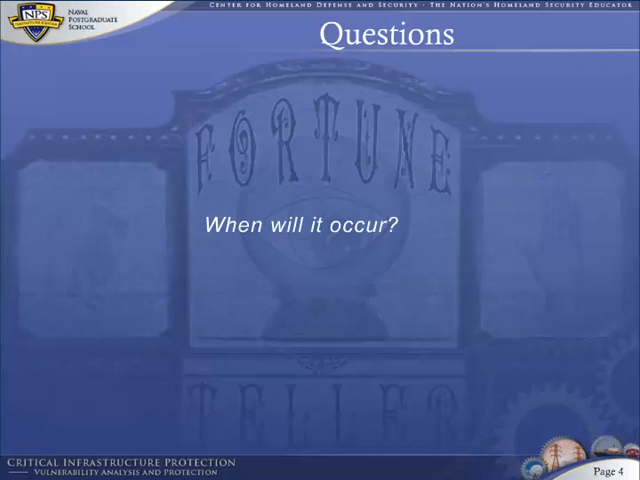 Center for Homeland Defense and Security · The Nation's Homeland Security Educator
NPS
Naval
Postgraduate
School
Questions
FORTUNE
When will it occur?
TELLER
Critical Infrastructure Protection
Vulnerability Analysis and Protection
Page 4